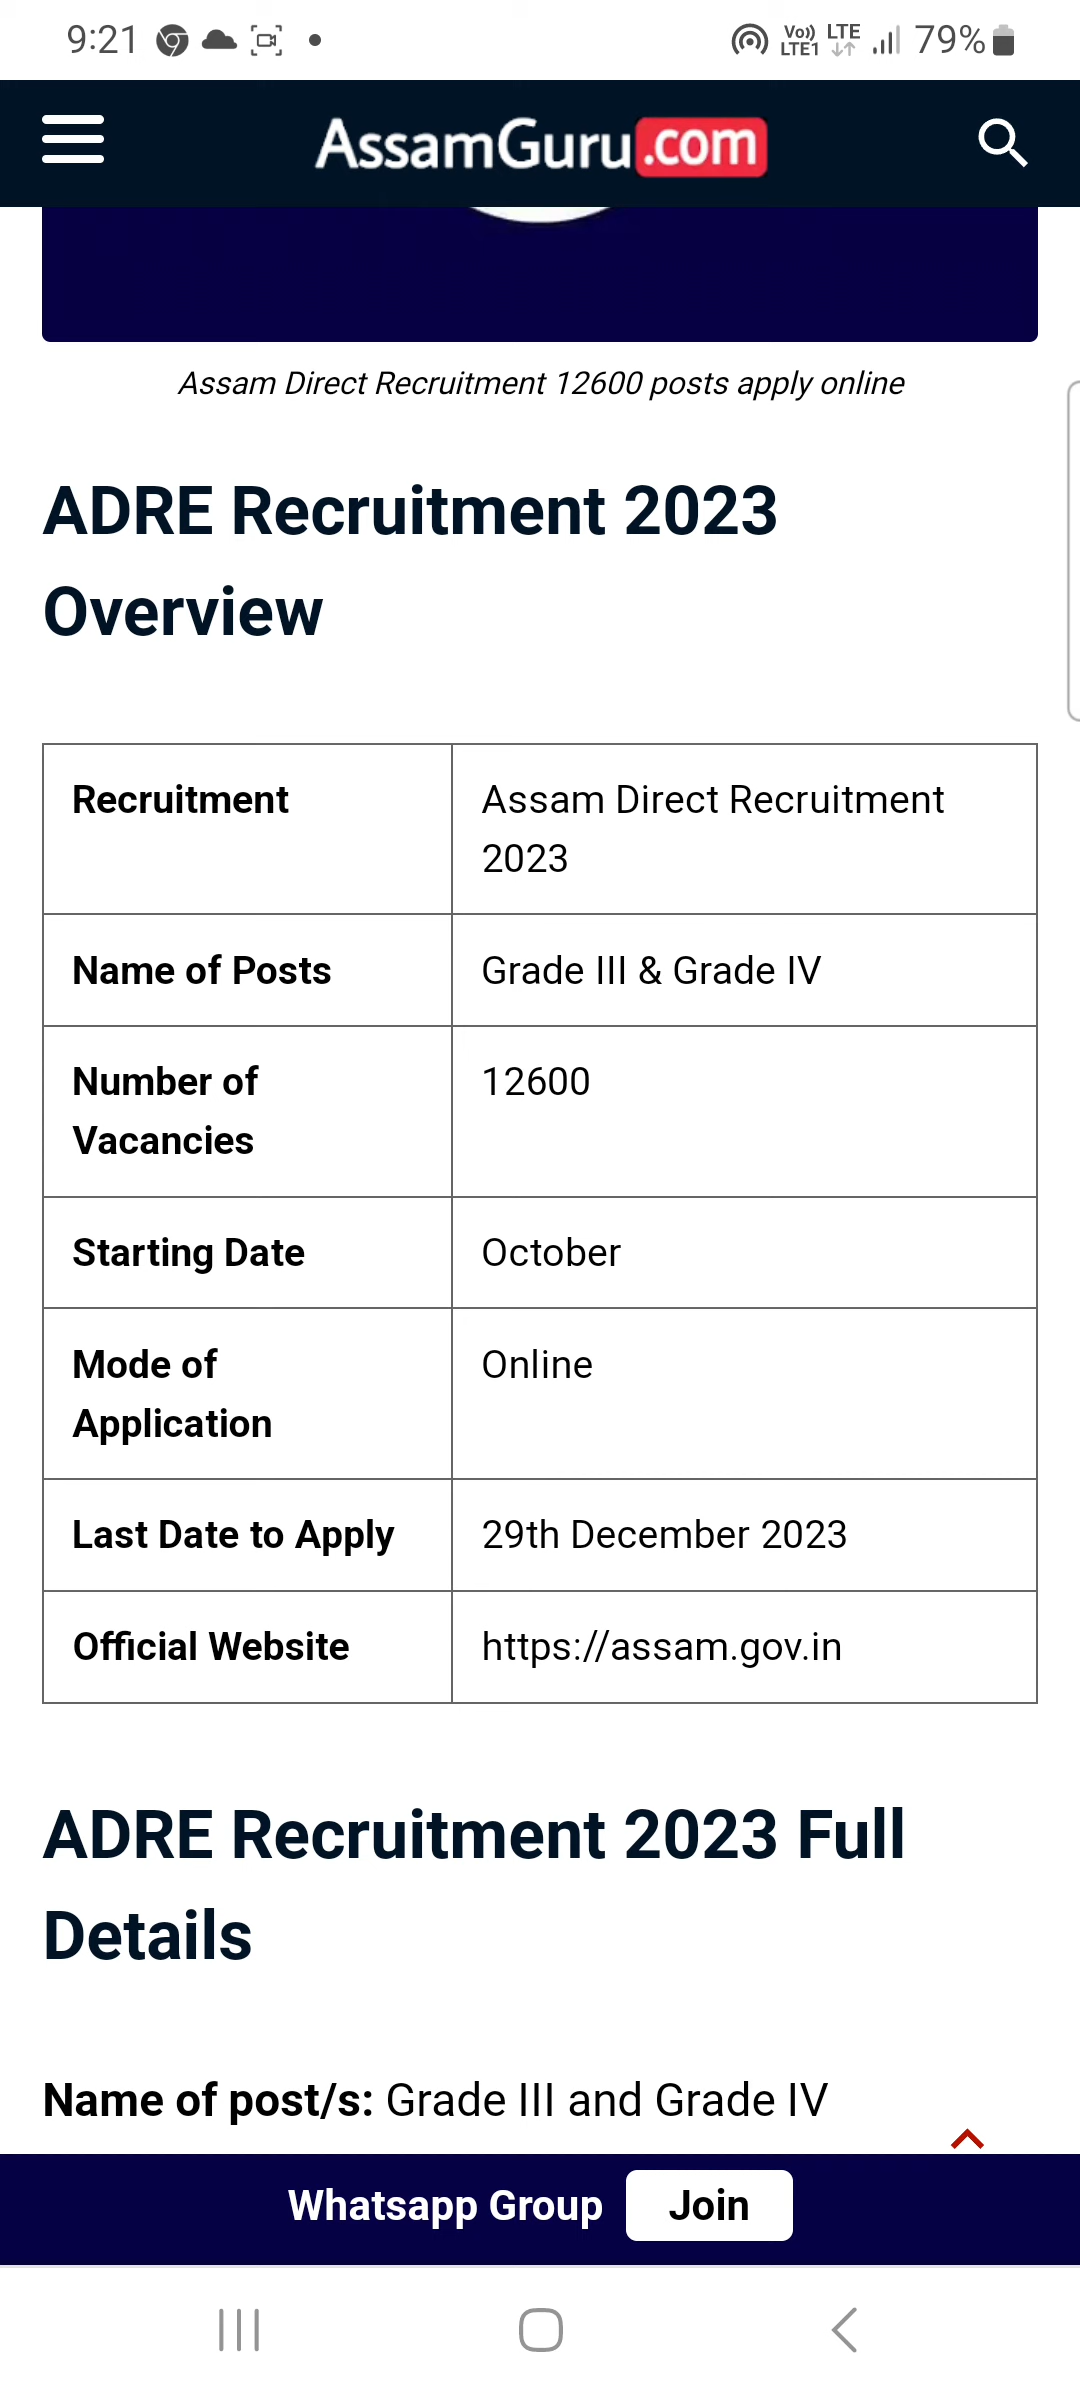 9:21
Vo)) LTE1 LTE 79%
AssamGuru.com
Assam Direct Recruitment 12600 posts apply online
ADRE Recruitment 2023
Overview
Recruitment
Assam Direct Recruitment
2023
Name of Posts
Grade III & Grade IV
Number of
Vacancies
12600
Starting Date
October
Mode of
Application
Online
Last Date to Apply
29th December 2023
Official Website
https://assam.gov.in
ADRE Recruitment 2023 Full
Details
Name of post/s: Grade III and Grade IV
Whatsapp Group Join